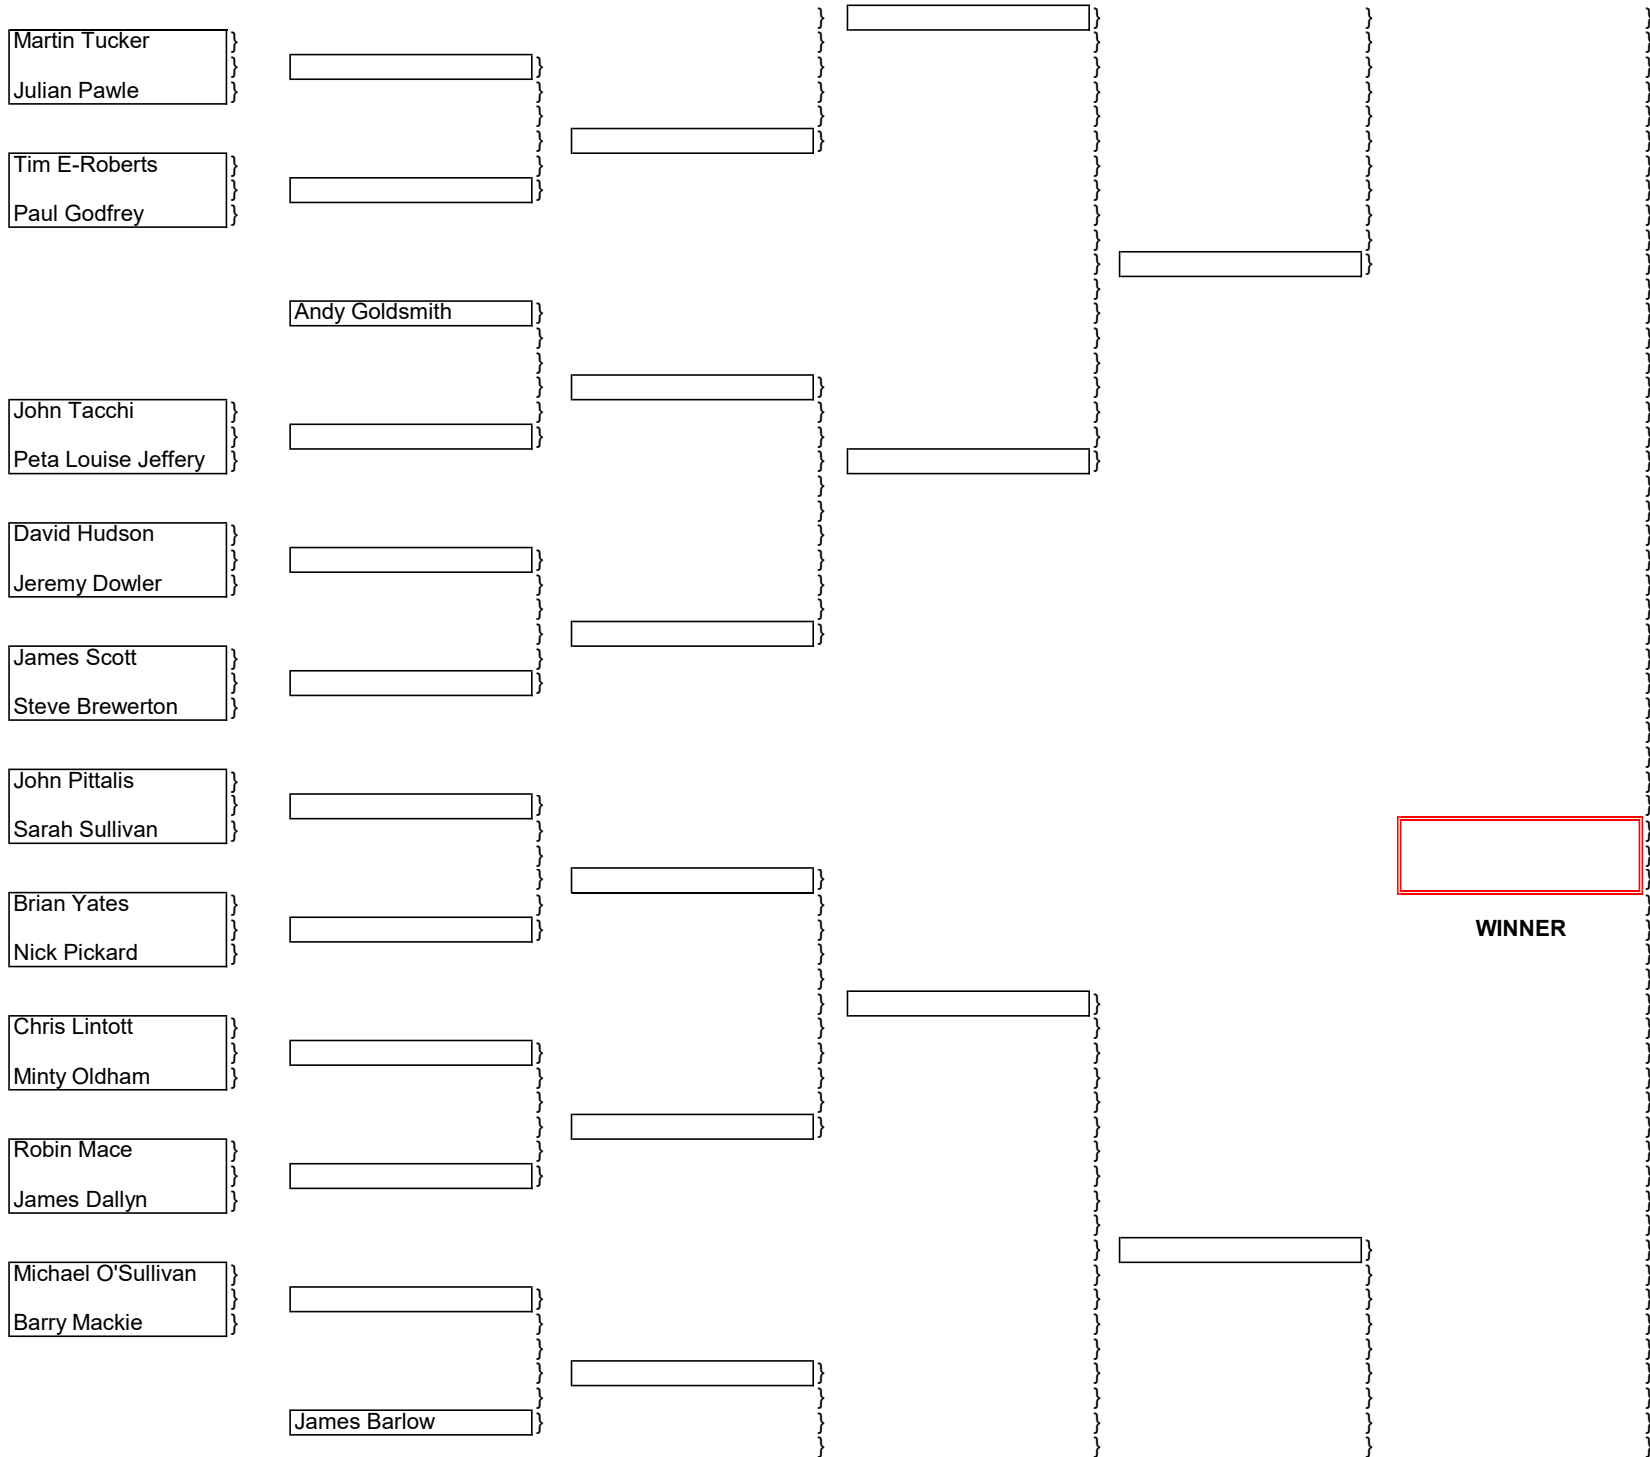 Martin Tucker
Julian Pawle
Tim E-Roberts
Paul Godfrey
Andy Goldsmith
John Tacchi
Peta Louise Jeffery
David Hudson
Jeremy Dowler
James Scott
Steve Brewerton
John Pittalis
Sarah Sullivan
Brian Yates
Nick Pickard
WINNER
Chris Lintott
Minty Oldham
Robin Mace
James Dallyn
Michael O'Sullivan
Barry Mackie
James Barlow